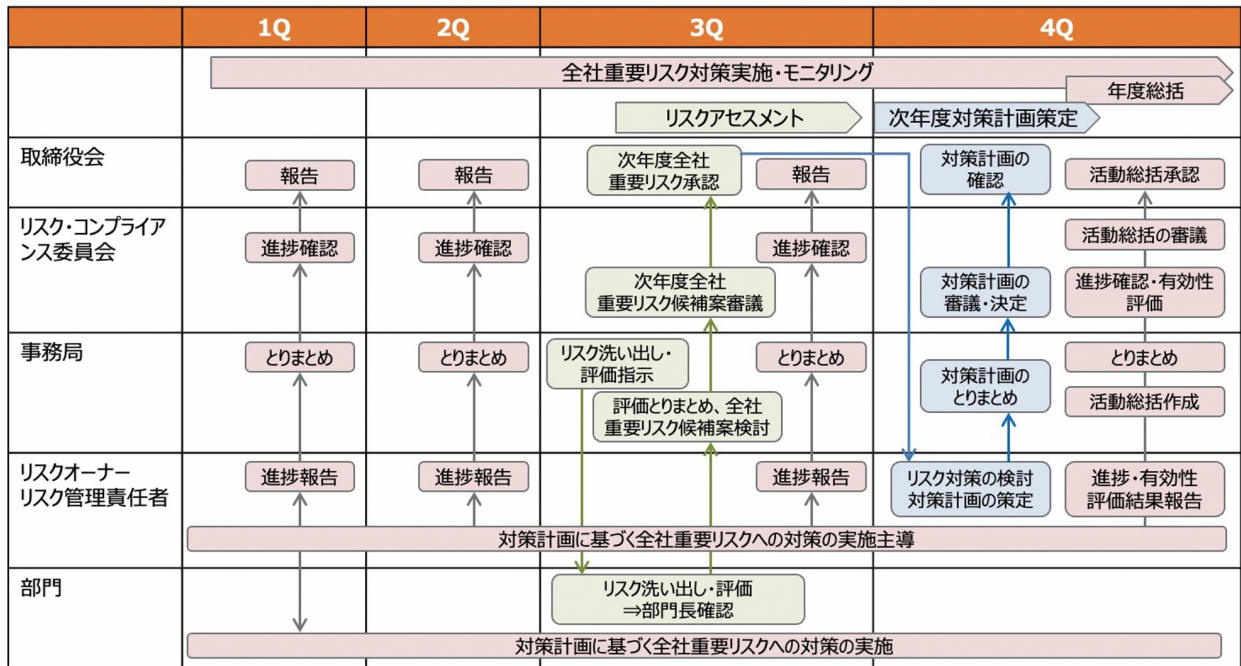 1Q
2Q
3Q
4Q
全社重要リスク対策実施・モニタリング
年度総括
リスクアセスメント
次年度対策計画策定
取締役会
報告
報告
次年度全社
重要リスク承認
報告
対策計画の
確認
活動総括承認
リスク・コンプライア
ンス委員会
進捗確認
進捗確認
次年度全社
重要リスク候補案審議
進捗確認
対策計画の
審議・決定
活動総括の審議
進捗確認・有効性
評価
事務局
とりまとめ
とりまとめ
リスク洗い出し・
評価指示
評価とりまとめ、全社
重要リスク候補案検討
とりまとめ
対策計画の
とりまとめ
とりまとめ
活動総括作成
リスクオーナー
リスク管理責任者
進捗報告
進捗報告
進捗報告
リスク対策の検討
対策計画の策定
進捗・有効性
評価結果報告
対策計画に基づく全社重要リスクへの対策の実施主導
部門
リスク洗い出し・評価
⇒部門長確認
対策計画に基づく全社重要リスクへの対策の実施